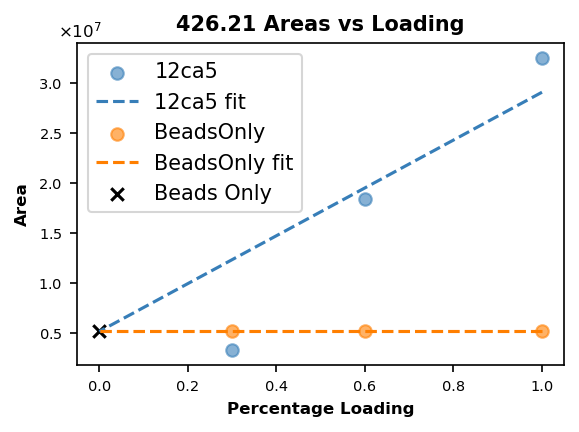 426.21 Areas vs Loading
×10⁷
12ca5
12ca5 fit
BeadsOnly
BeadsOnly fit
Beads Only
3.0
2.5
2.0
1.5
1.0
0.5
Area
0.0 0.2 0.4 0.6 0.8 1.0
Percentage Loading